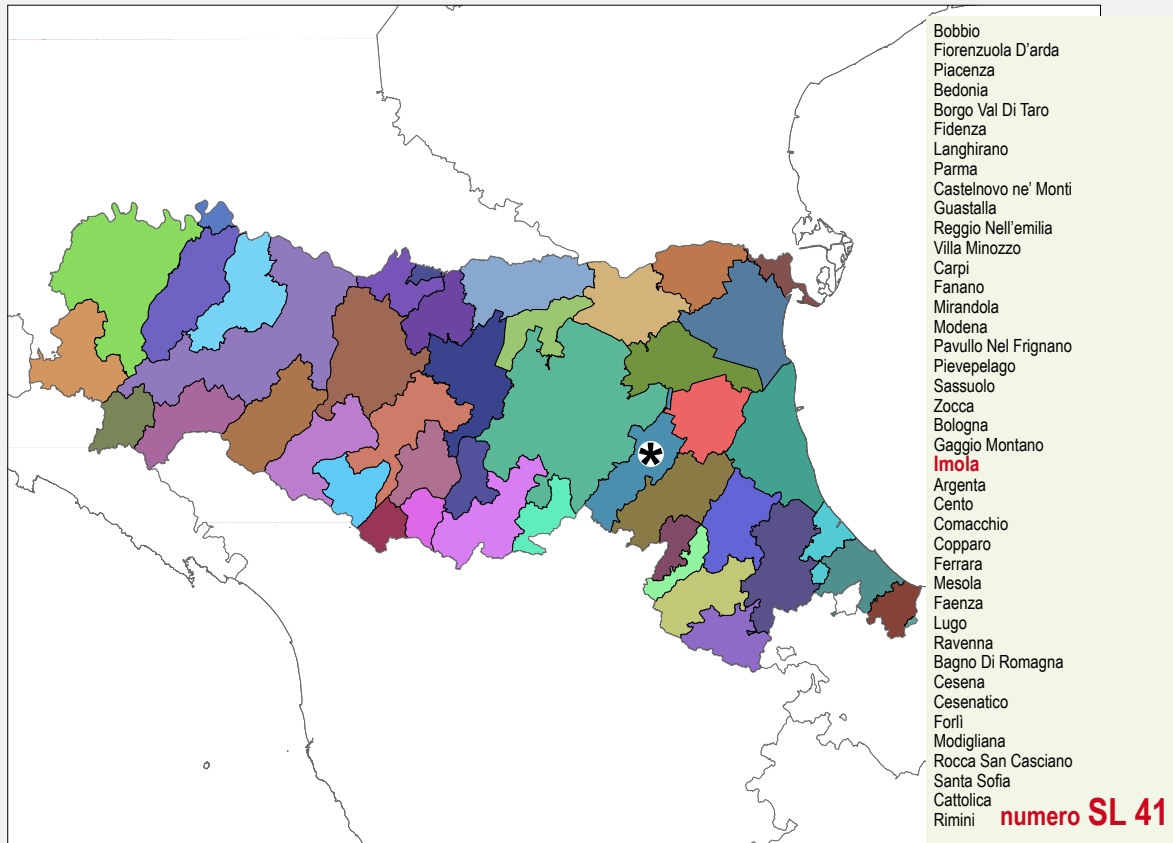 Bobbio
Fiorenzuola D'arda
Piacenza
Bedonia
Borgo Val Di Taro
Fidenza
Langhirano
Parma
Castelnovo ne' Monti
Guastalla
Reggio Nell'emilia
Villa Minozzo
Carpi
Fanano
Mirandola
Modena
Pavullo Nel Frignano
Pievepelago
Sassuolo
Zocca
Bologna
Gaggio Montano
Imola
Argenta
Cento
Comacchio
Copparo
Ferrara
Mesola
Faenza
Lugo
Ravenna
Bagno Di Romagna
Cesena
Cesenatico
Forlì
Modigliana
Rocca San Casciano
Santa Sofia
Cattolica
Rimini numero SL 41